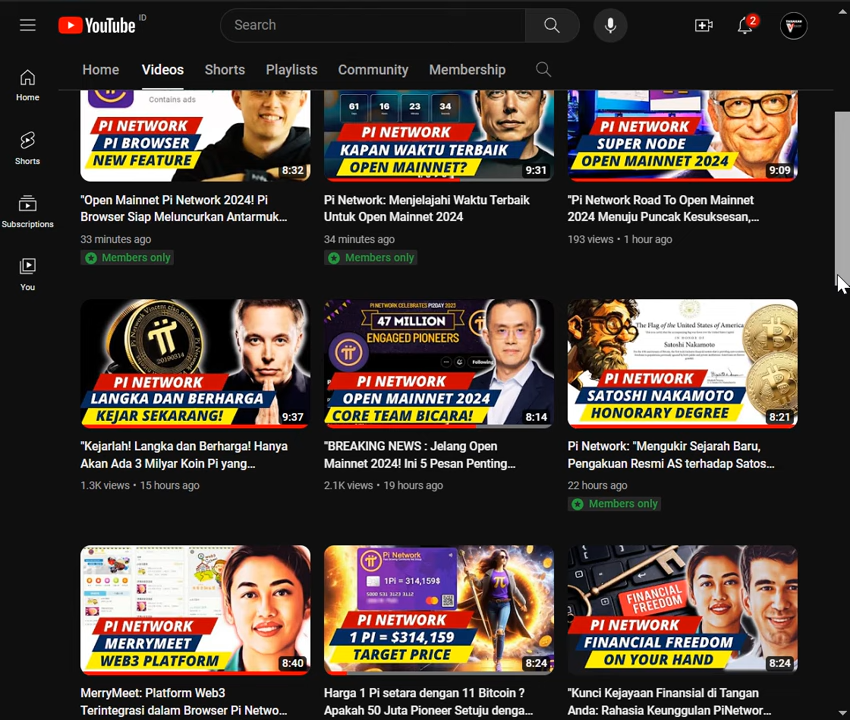 YouTube ID
Search
2
Home
Videos
Shorts
Playlists
Community
Membership
Home
Shorts
Subscriptions
You
Contains ads
PI NETWORK
PI BROWSER
NEW FEATURE
8:32
"Open Mainnet Pi Network 2024! Pi
Browser Siap Meluncurkan Antarmuk...
33 minutes ago
Members only
61 16 23 34
PI NETWORK
KAPAN WAKTU TERBAIK
OPEN MAINNET?
9:31
Pi Network: Menjelajahi Waktu Terbaik
Untuk Open Mainnet 2024
34 minutes ago
Members only
PI NETWORK
SUPER NODE
OPEN MAINNET 2024
9:09
"Pi Network Road To Open Mainnet
2024 Menuju Puncak Kesuksesan,...
193 views • 1 hour ago
PI NETWORK
LANGKA DAN BERHARGA
KEJAR SEKARANG!
9:37
"Kejarlah! Langka dan Berharga! Hanya
Akan Ada 3 Milyar Koin Pi yang...
1.3K views • 15 hours ago
PI NETWORK CELEBRATES PI2DAY 2023
47 MILLION
ENGAGED PIONEERS
Following
PI NETWORK
OPEN MAINNET 2024
CORE TEAM BICARA!
8:14
"BREAKING NEWS : Jelang Open
Mainnet 2024! Ini 5 Pesan Penting...
2.1K views • 19 hours ago
The Flag of the United States of America
Satoshi Nakamoto
PI NETWORK
SATOSHI NAKAMOTO
HONORARY DEGREE
8:21
Pi Network: "Mengukir Sejarah Baru,
Pengakuan Resmi AS terhadap Satos...
22 hours ago
Members only
PI NETWORK
MERRYMEET
WEB3 PLATFORM
8:40
MerryMeet: Platform Web3
Terintegrasi dalam Browser Pi Netwo...
Pi Network
1Pi = 314,159$
PI NETWORK
1 PI = $314,159
TARGET PRICE
8:24
Harga 1 Pi setara dengan 11 Bitcoin ?
Apakah 50 Juta Pioneer Setuju denga...
FINANCIAL
FREEDOM
PI NETWORK
FINANCIAL FREEDOM
ON YOUR HAND
8:24
"Kunci Kejayaan Finansial di Tangan
Anda: Rahasia Keunggulan PiNetwor...